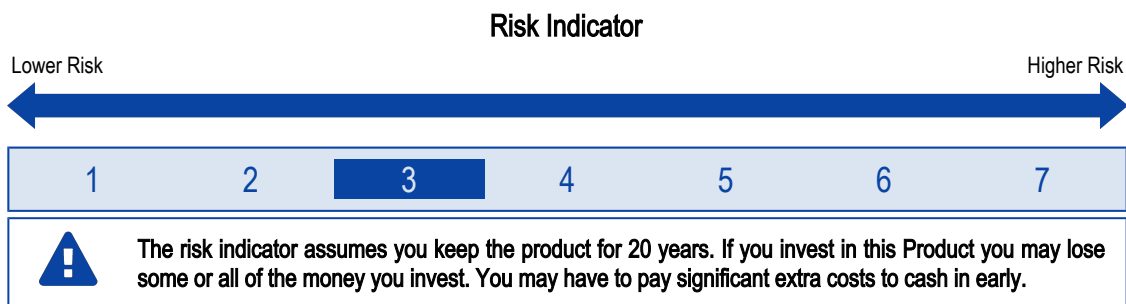 Risk Indicator
Lower Risk
Higher Risk
1 2 3 4 5 6 7
The risk indicator assumes you keep the product for 20 years. If you invest in this Product you may lose
some or all of the money you invest. You may have to pay significant extra costs to cash in early.